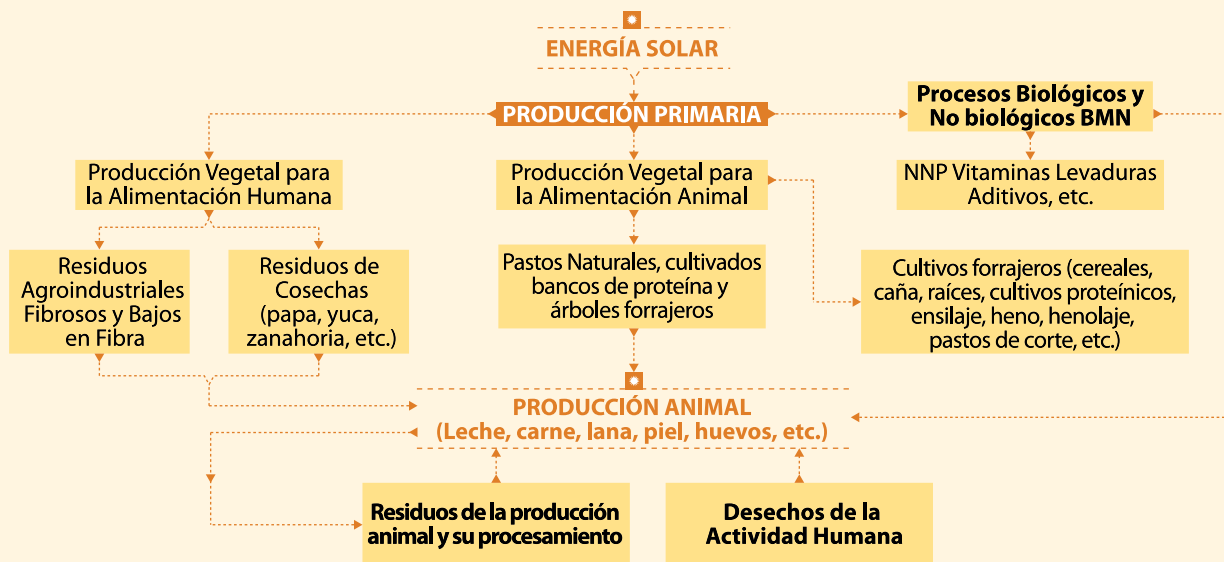 ENERGÍA SOLAR
PRODUCCIÓN PRIMARIA
Procesos Biológicos y
No biológicos BMN
Producción Vegetal para
la Alimentación Humana
Producción Vegetal para
la Alimentación Animal
NNP Vitaminas Levaduras
Aditivos, etc.
Residuos
Agroindustriales
Fibrosos y Bajos
en Fibra
Residuos de
Cosechas
(papa, yuca,
zanahoria, etc.)
Pastos Naturales, cultivados
bancos de proteína y
árboles forrajeros
Cultivos forrajeros (cereales,
caña, raíces, cultivos proteínicos,
ensilaje, heno, henolaje,
pastos de corte, etc.)
PRODUCCIÓN ANIMAL
(Leche, carne, lana, piel, huevos, etc.)
Residuos de la producción
animal y su procesamiento
Desechos de la
Actividad Humana